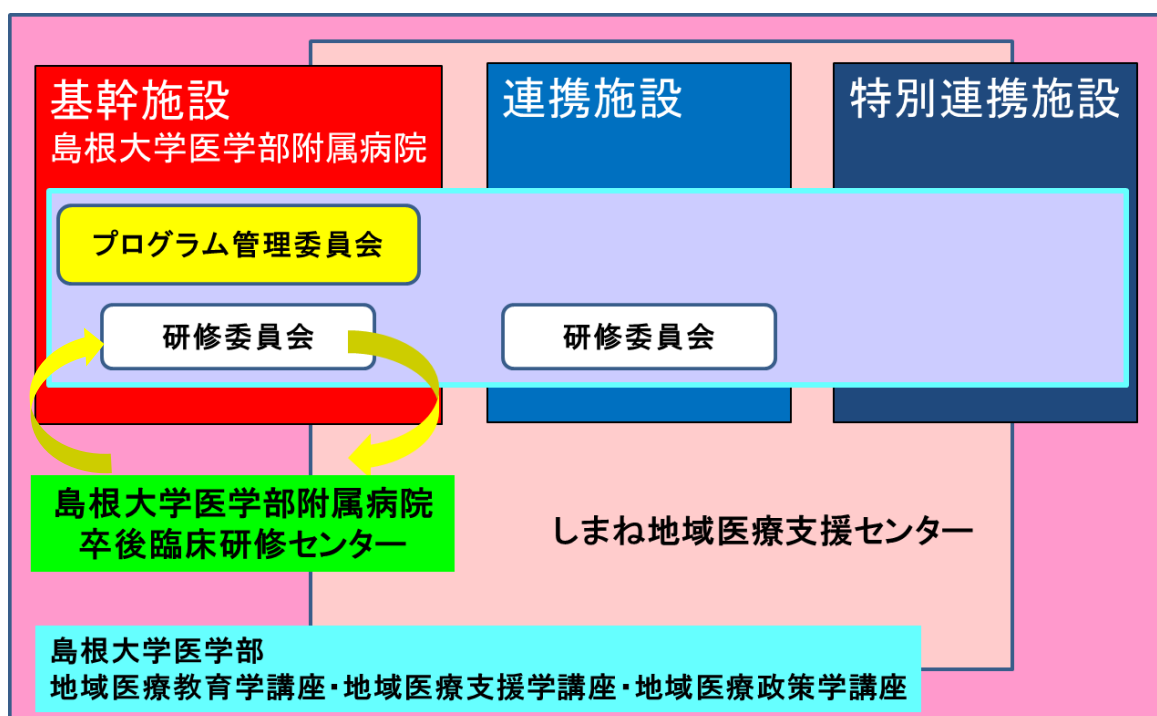 基幹施設
島根大学医学部附属病院
連携施設
特別連携施設
プログラム管理委員会
研修委員会
研修委員会
島根大学医学部附属病院
卒後臨床研修センター
しまね地域医療支援センター
島根大学医学部
地域医療教育学講座・地域医療支援学講座・地域医療政策学講座